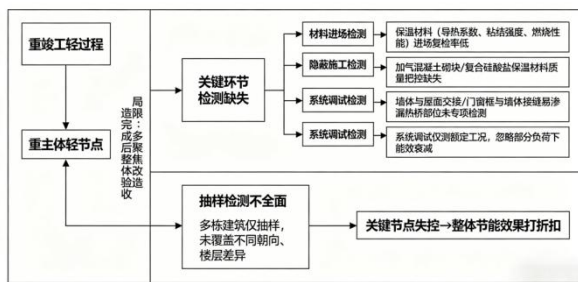 重竣工轻过程
重主体轻节点
局限：多聚焦改造
造完成后整体验收
关键环节
检测缺失
材料进场检测
保温材料（导热系数、粘结强度、燃烧性
能）进场复检率低
隐蔽施工检测
加气混凝土砌块/复合硅酸盐保温材料质
量把控缺失
系统调试检测
墙体与屋面交接/门窗框与墙体接缝易渗
漏热桥部位未专项检测
系统调试检测
系统调试仅测额定工况，忽略部分负荷下
能效衰减
抽样检测不全面
多栋建筑仅抽样，
未覆盖不同朝向、
楼层差异
关键节点失控→整体节能效果打折扣